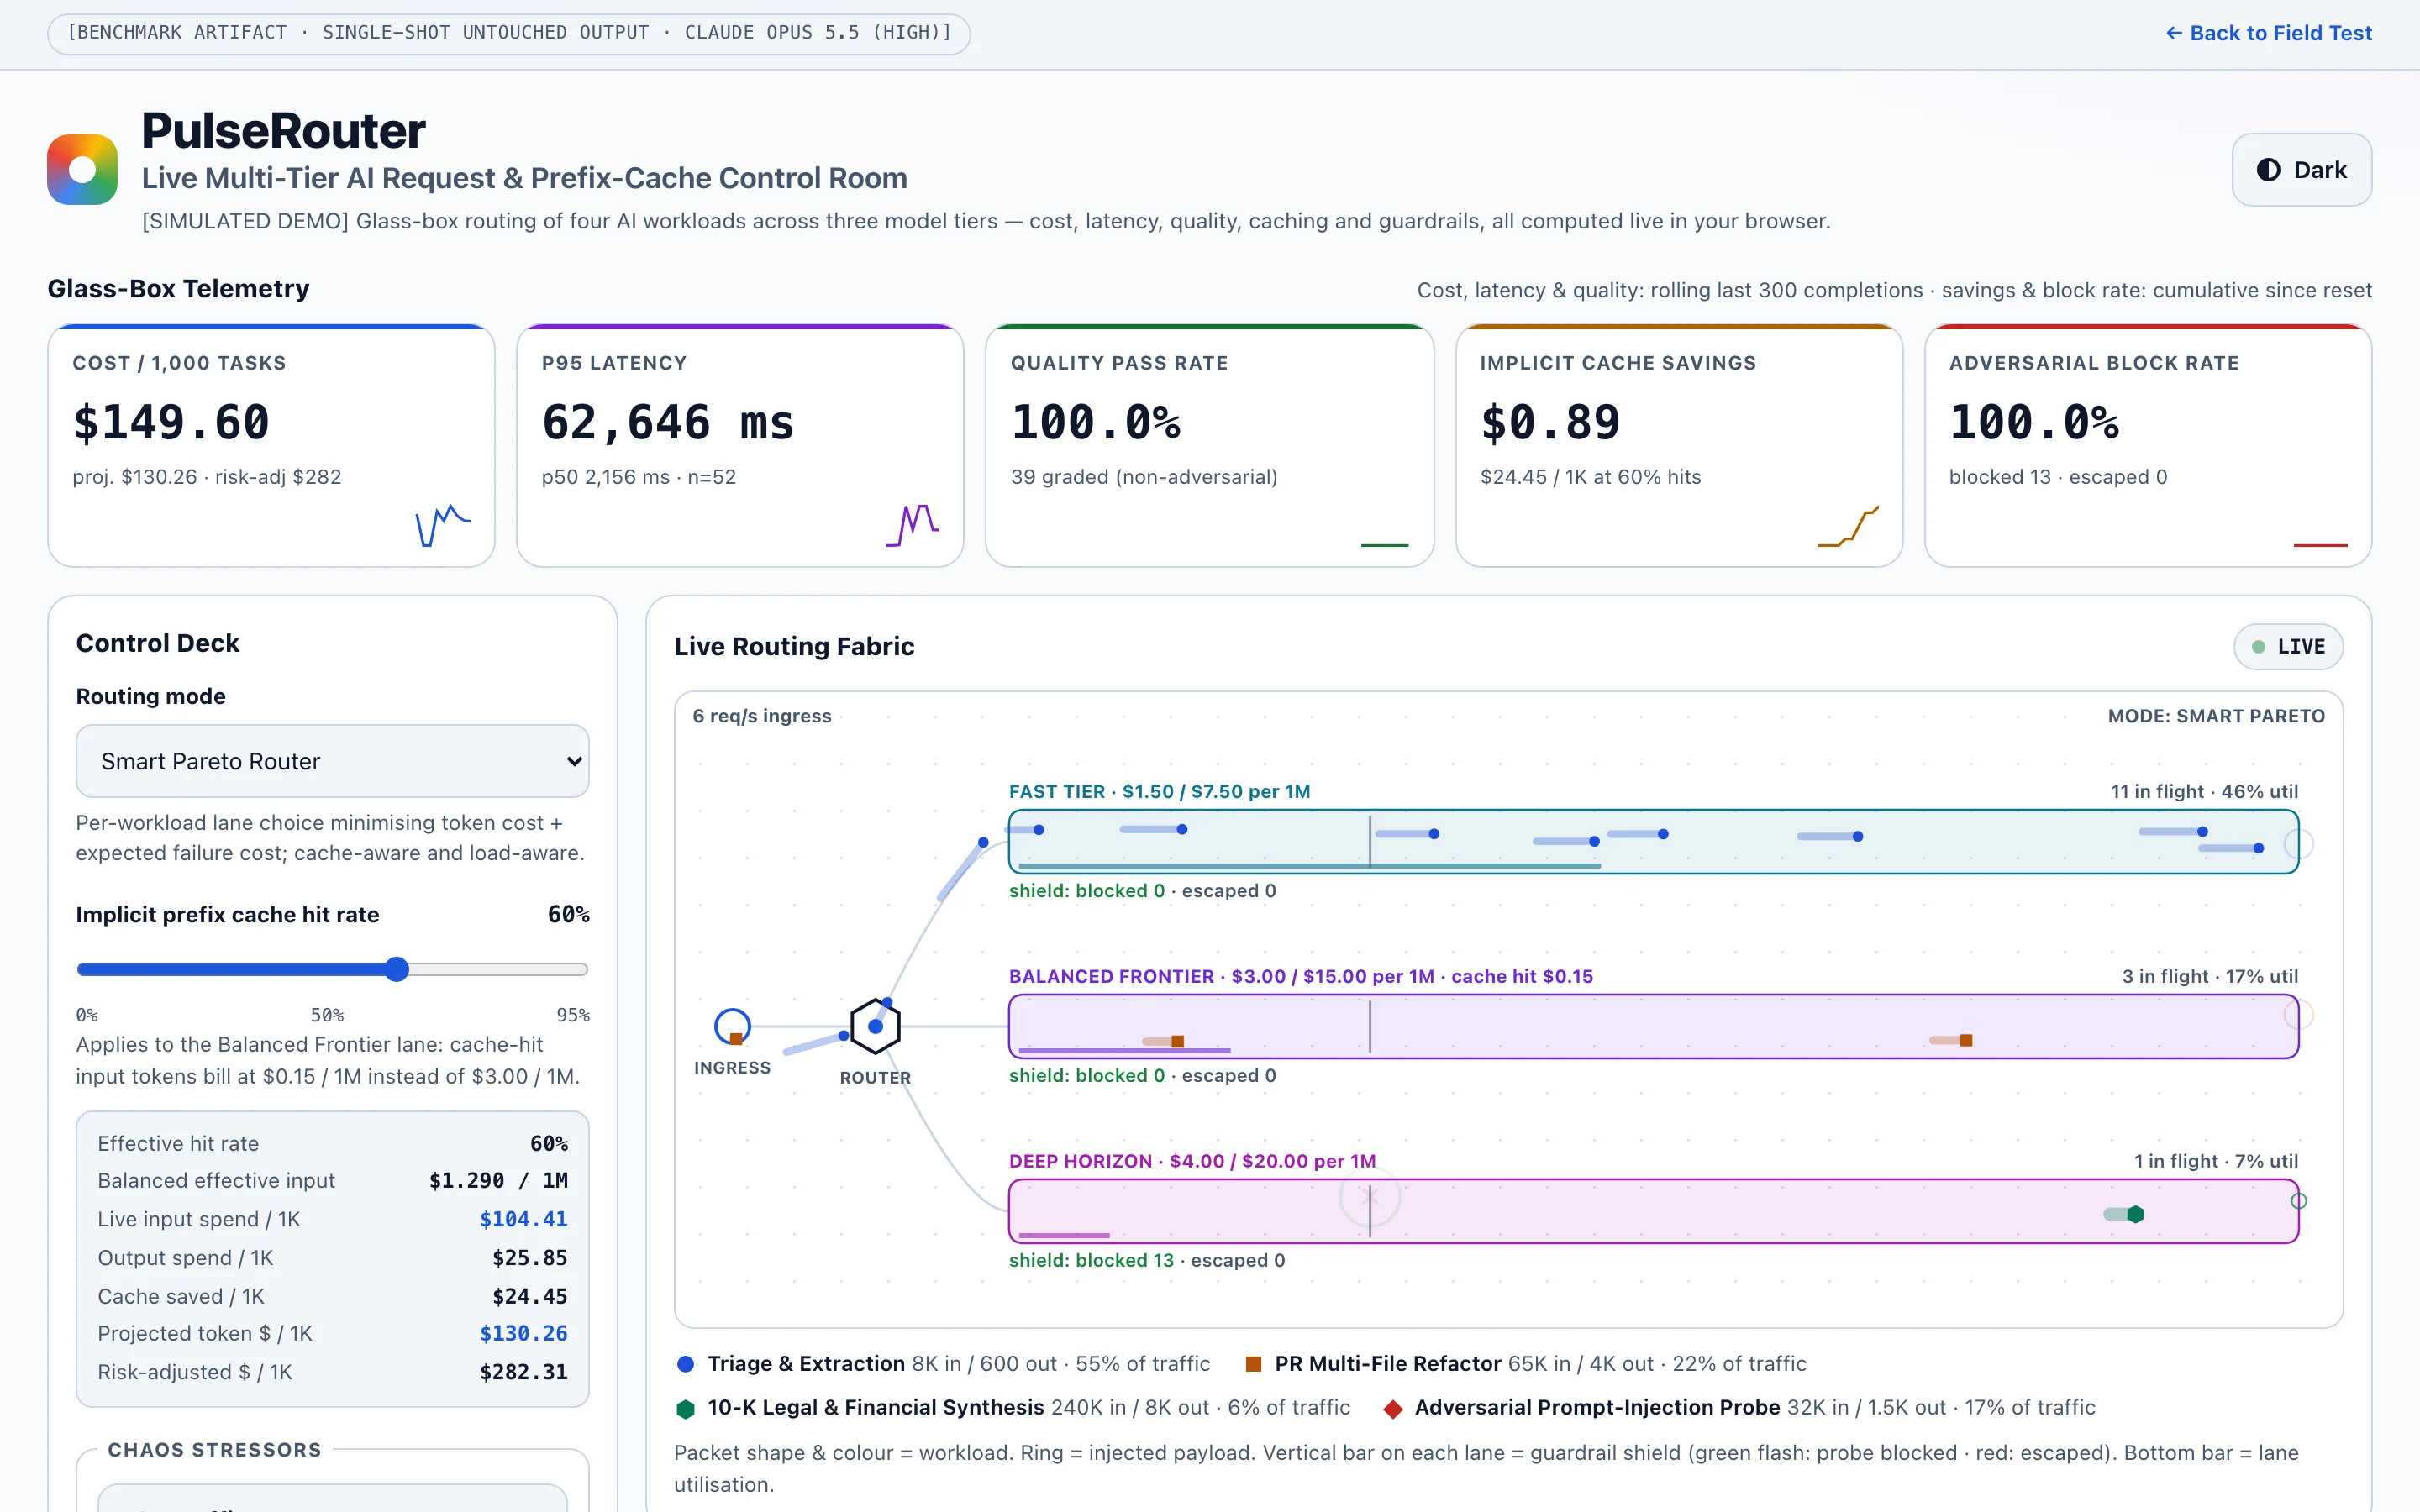 [BENCHMARK ARTIFACT · SINGLE-SHOT UNTOUCHED OUTPUT · CLAUDE OPUS 5.5 (HIGH)]
← Back to Field Test
PulseRouter
Live Multi-Tier AI Request & Prefix-Cache Control Room
[SIMULATED DEMO] Glass-box routing of four AI workloads across three model tiers — cost, latency, quality, caching and guardrails, all computed live in your browser.
Dark
Glass-Box Telemetry
Cost, latency & quality: rolling last 300 completions · savings & block rate: cumulative since reset
COST / 1,000 TASKS
$149.60
proj. $130.26 · risk-adj $282
P95 LATENCY
62,646 ms
p50 2,156 ms · n=52
QUALITY PASS RATE
100.0%
39 graded (non-adversarial)
IMPLICIT CACHE SAVINGS
$0.89
$24.45 / 1K at 60% hits
ADVERSARIAL BLOCK RATE
100.0%
blocked 13 · escaped 0
Control Deck
Routing mode
Smart Pareto Router
Per-workload lane choice minimising token cost +
expected failure cost; cache-aware and load-aware.
Implicit prefix cache hit rate 60%
0% 50% 95%
Applies to the Balanced Frontier lane: cache-hit
input tokens bill at $0.15 / 1M instead of $3.00 / 1M.
Effective hit rate 60%
Balanced effective input $1.290 / 1M
Live input spend / 1K $104.41
Output spend / 1K $25.85
Cache saved / 1K $24.45
Projected token $ / 1K $130.26
Risk-adjusted $ / 1K $282.31
CHAOS STRESSORS
Live Routing Fabric
LIVE
6 req/s ingress
MODE: SMART PARETO
FAST TIER · $1.50 / $7.50 per 1M
11 in flight · 46% util
shield: blocked 0 · escaped 0
BALANCED FRONTIER · $3.00 / $15.00 per 1M · cache hit $0.15
3 in flight · 17% util
INGRESS
ROUTER
shield: blocked 0 · escaped 0
DEEP HORIZON · $4.00 / $20.00 per 1M
1 in flight · 7% util
shield: blocked 13 · escaped 0
Triage & Extraction 8K in / 600 out · 55% of traffic
PR Multi-File Refactor 65K in / 4K out · 22% of traffic
10-K Legal & Financial Synthesis 240K in / 8K out · 6% of traffic
Adversarial Prompt-Injection Probe 32K in / 1.5K out · 17% of traffic
Packet shape & colour = workload. Ring = injected payload. Vertical bar on each lane = guardrail shield (green flash: probe blocked · red: escaped). Bottom bar = lane
utilisation.